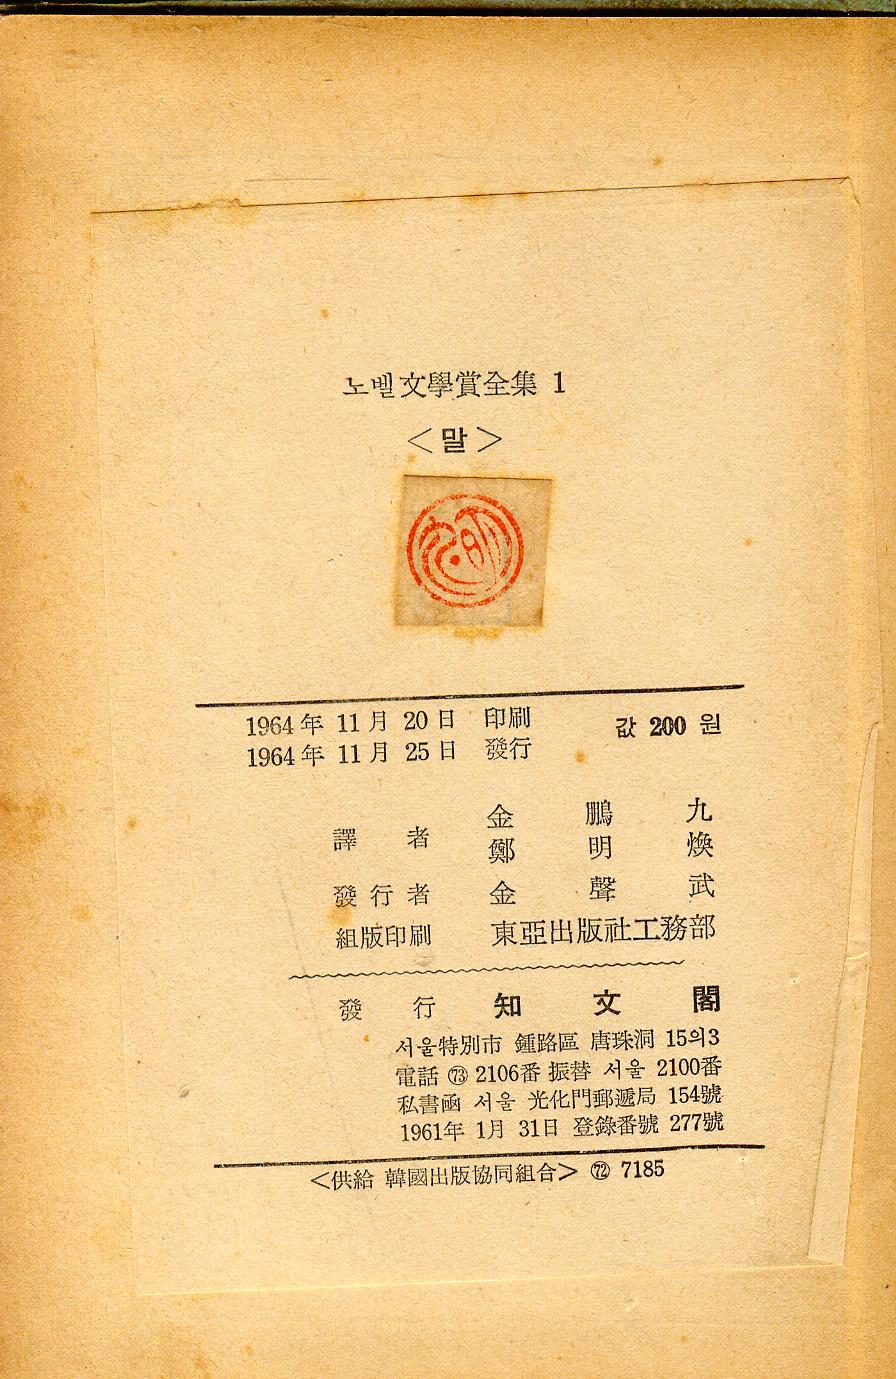 노벨文學賞全集 1
<말>
1964年 11月 20日 印刷 값 200 원
1964年 11月 25日 發行
金鵬九
譯者
鄭明煥
發行者 金聲武
組版印刷 東亞出版社工務部
發行 知文閣
서울特別市 鍾路區 唐珠洞 15의3
電話 ㊆3 2106番 振替 서울 2100番
私書函 서울 光化門郵遞局 154號
1961年 1月 31日 登錄番號 277號
<供給 韓國出版協同組合> 72 7185